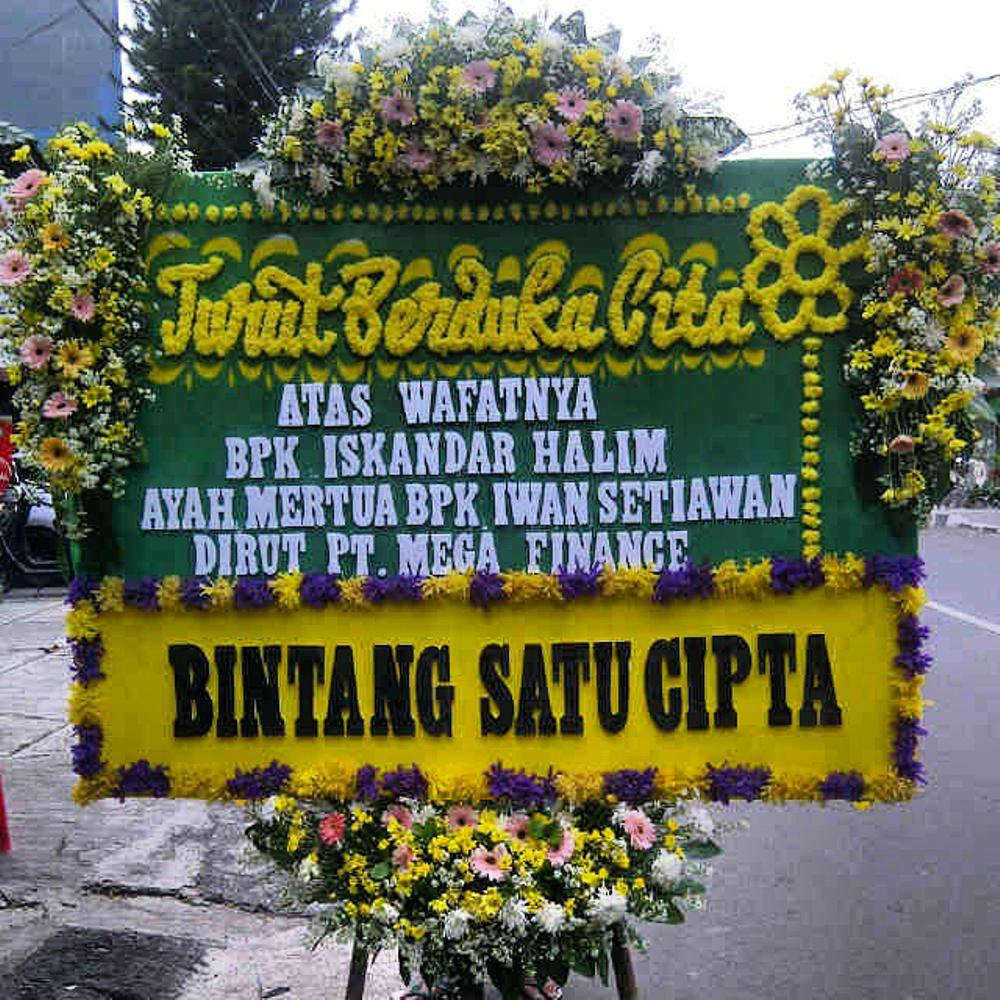 Turut Berduka Cita
ATAS WAFATNYA
BPK ISKANDAR HALIM
AYAH MERTUA BPK IWAN SETIAWAN
DIRUT PT. MEGA FINANCE
BINTANG SATU CIPTA